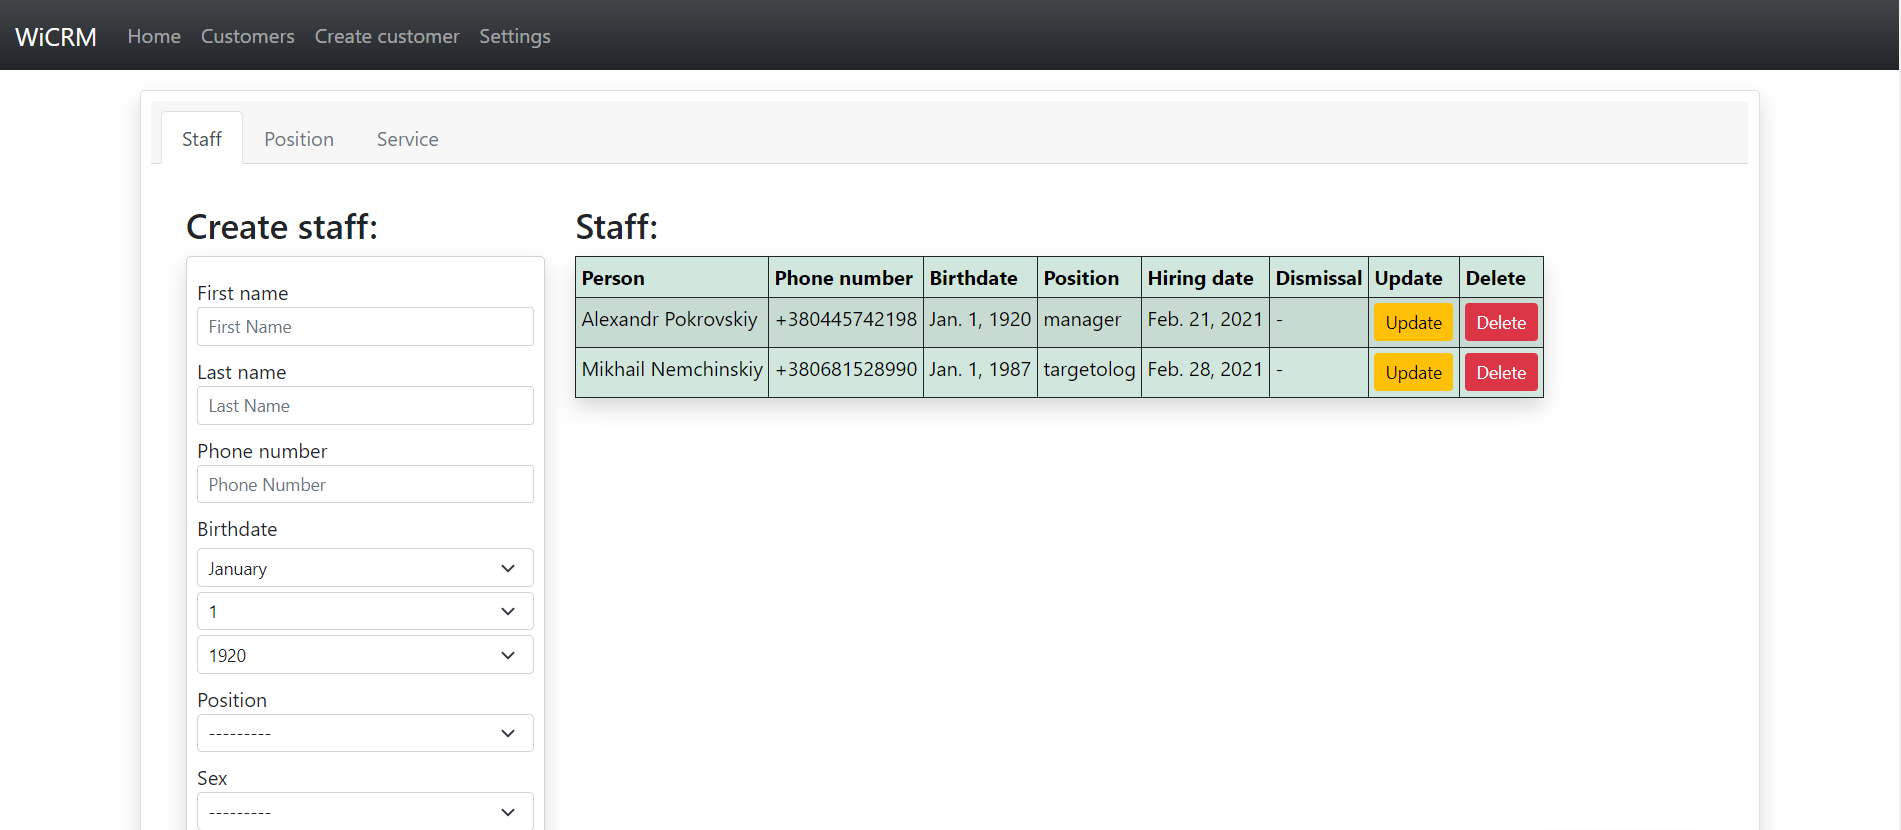 WiCRM Home Customers Create customer Settings
Staff Position Service
Create staff:
First name
First Name
Last name
Last Name
Phone number
Phone Number
Birthdate
January
1
1920
Position
---------
Sex
---------
Staff:
Person Phone number Birthdate Position Hiring date Dismissal Update Delete
Alexandr Pokrovskiy +380445742198 Jan. 1, 1920 manager Feb. 21, 2021 - Update Delete
Mikhail Nemchinskiy +380681528990 Jan. 1, 1987 targetolog Feb. 28, 2021 - Update Delete